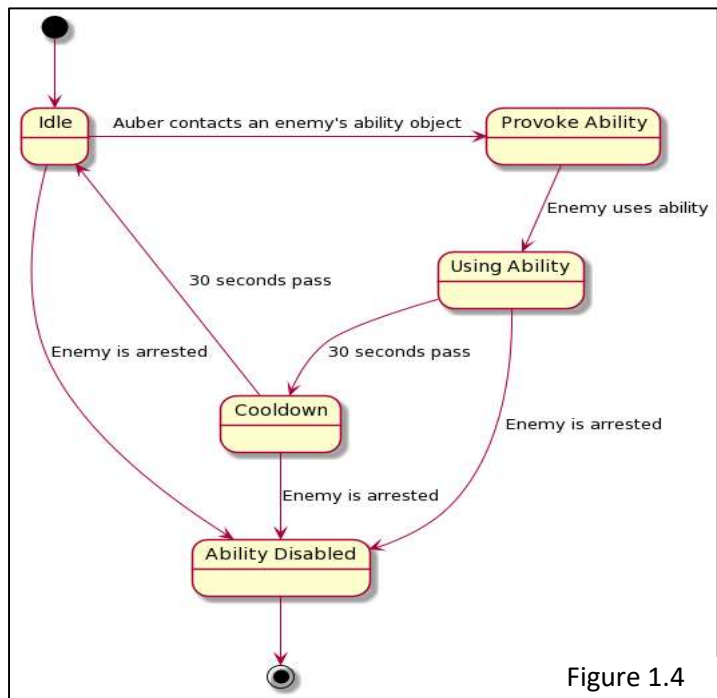 Idle
Auber contacts an enemy's ability object
Provoke Ability
Enemy uses ability
Using Ability
30 seconds pass
30 seconds pass
Enemy is arrested
Cooldown
Enemy is arrested
Enemy is arrested
Ability Disabled
Figure 1.4